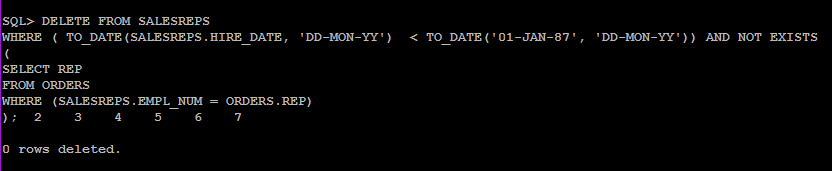 SQL> DELETE FROM SALESREPS
WHERE ( TO_DATE(SALESREPS.HIRE_DATE, 'DD-MON-YY')  < TO_DATE('01-JAN-87', 'DD-MON-YY')) AND NOT EXISTS
(
SELECT REP
FROM ORDERS
WHERE (SALESREPS.EMPL_NUM = ORDERS.REP)
);  2    3    4    5    6    7
0 rows deleted.